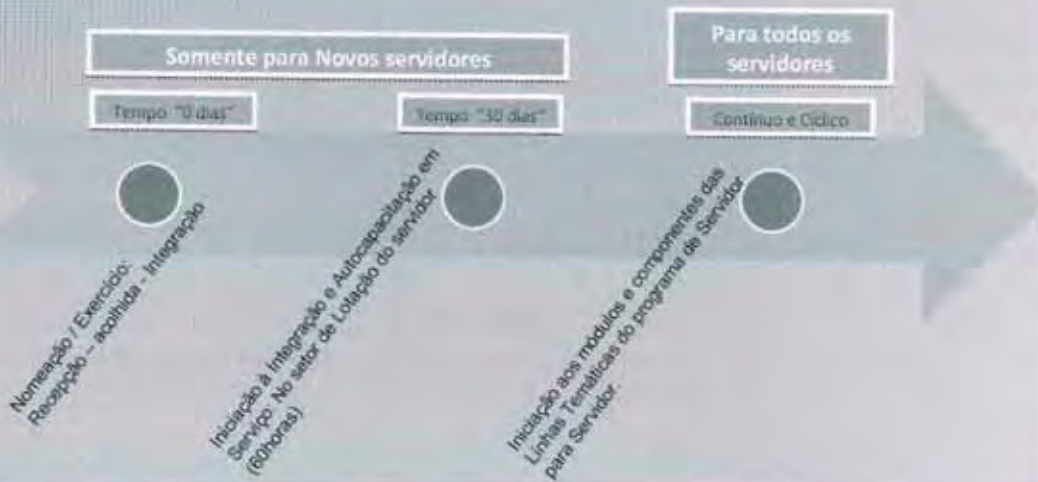 Somente para Novos servidores
Para todos os
servidores
Tempo "0 dias"
Tempo "30 dias"
Contínuo e Cíclico
Nomeação / Exercício:
Recepção – acolhida - Integração
Iniciação à Integração e Autocapacitação em
Serviço: No setor de Lotação do servidor
(60horas)
Iniciação aos módulos e componentes das
Linhas Temáticas do programa de Servidor
para Servidor.